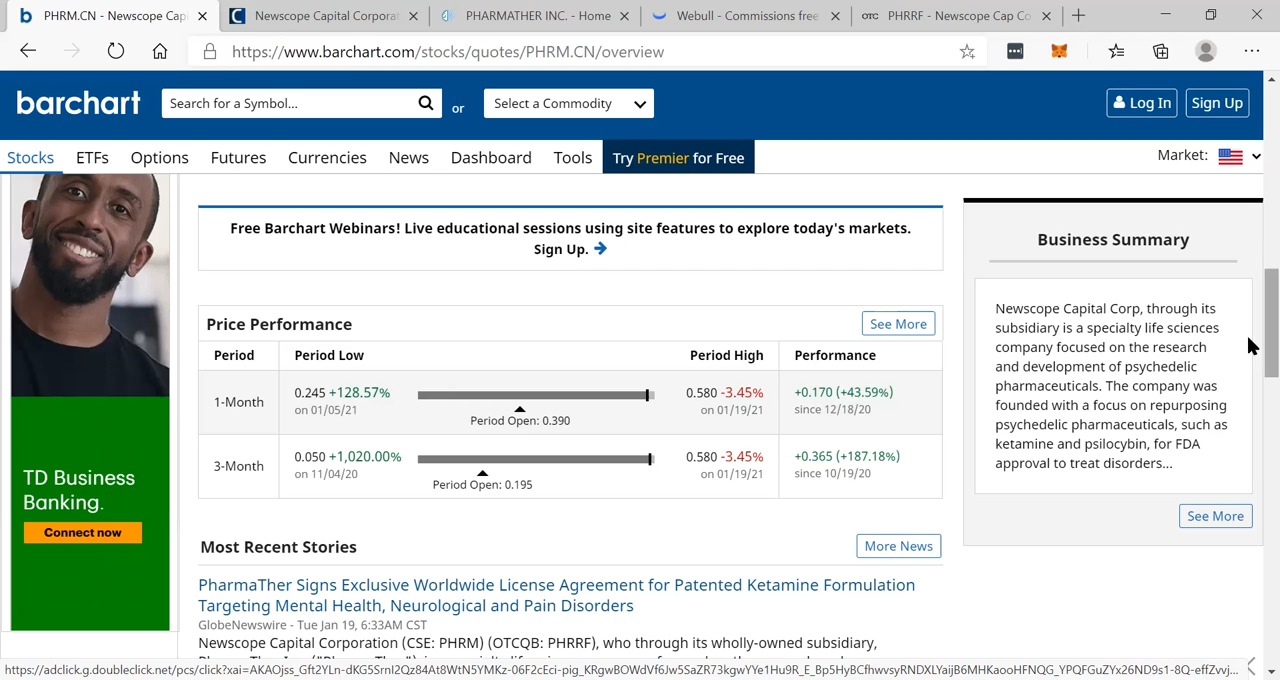 PHRM.CN - Newscope Cap
Newscope Capital Corporat
PHARMATHER INC. - Home
Webull - Commissions free
OTC PHRRF - Newscope Cap Co
https://www.barchart.com/stocks/quotes/PHRM.CN/overview
barchart
Search for a Symbol...
or
Select a Commodity
Log In
Sign Up
Stocks ETFs Options Futures Currencies News Dashboard Tools Try Premier for Free
Market:
Free Barchart Webinars! Live educational sessions using site features to explore today's markets.
Sign Up.
Price Performance
See More
Period Period Low Period High Performance
1-Month
0.245 +128.57%
on 01/05/21
Period Open: 0.390
0.580 -3.45%
on 01/19/21
+0.170 (+43.59%)
since 12/18/20
3-Month
0.050 +1,020.00%
on 11/04/20
Period Open: 0.195
0.580 -3.45%
on 01/19/21
+0.365 (+187.18%)
since 10/19/20
Most Recent Stories
More News
PharmaTher Signs Exclusive Worldwide License Agreement for Patented Ketamine Formulation
Targeting Mental Health, Neurological and Pain Disorders
GlobeNewswire - Tue Jan 19, 6:33AM CST
Newscope Capital Corporation (CSE: PHRM) (OTCQB: PHRRF), who through its wholly-owned subsidiary,
Business Summary
Newscope Capital Corp, through its
subsidiary is a specialty life sciences
company focused on the research
and development of psychedelic
pharmaceuticals. The company was
founded with a focus on repurposing
psychedelic pharmaceuticals, such as
ketamine and psilocybin, for FDA
approval to treat disorders...
See More
TD Business
Banking.
Connect now